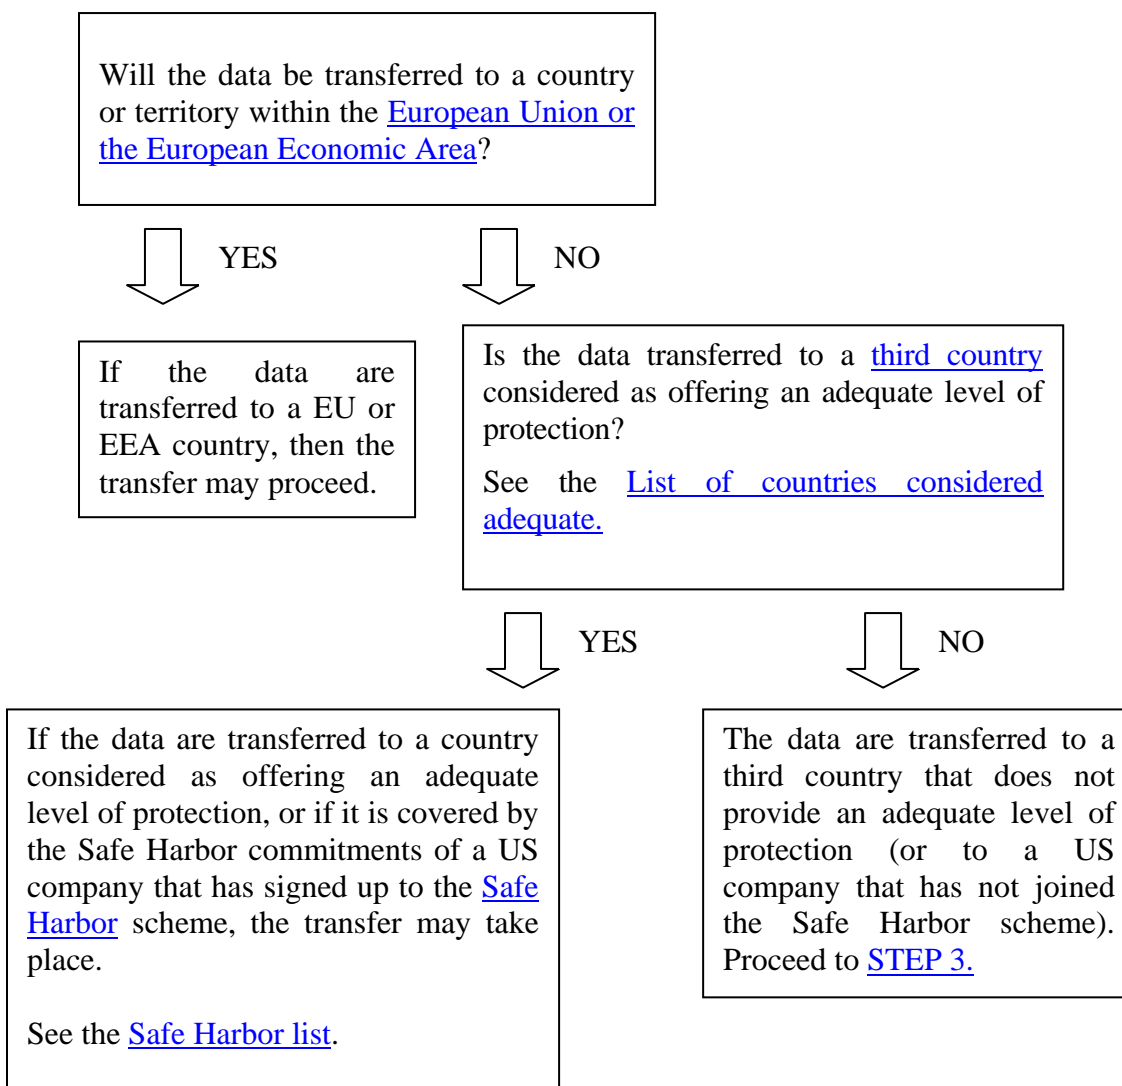 Will the data be transferred to a country
or territory within the European Union or
the European Economic Area?
YES
NO
If the data are
transferred to a EU or
EEA country, then the
transfer may proceed.
Is the data transferred to a third country
considered as offering an adequate level of
protection?
See the List of countries considered
adequate.
YES
NO
If the data are transferred to a country
considered as offering an adequate
level of protection, or if it is covered by
the Safe Harbor commitments of a US
company that has signed up to the Safe
Harbor scheme, the transfer may take
place.
See the Safe Harbor list.
The data are transferred to a
third country that does not
provide an adequate level of
protection (or to a US
company that has not joined
the Safe Harbor scheme).
Proceed to STEP 3.